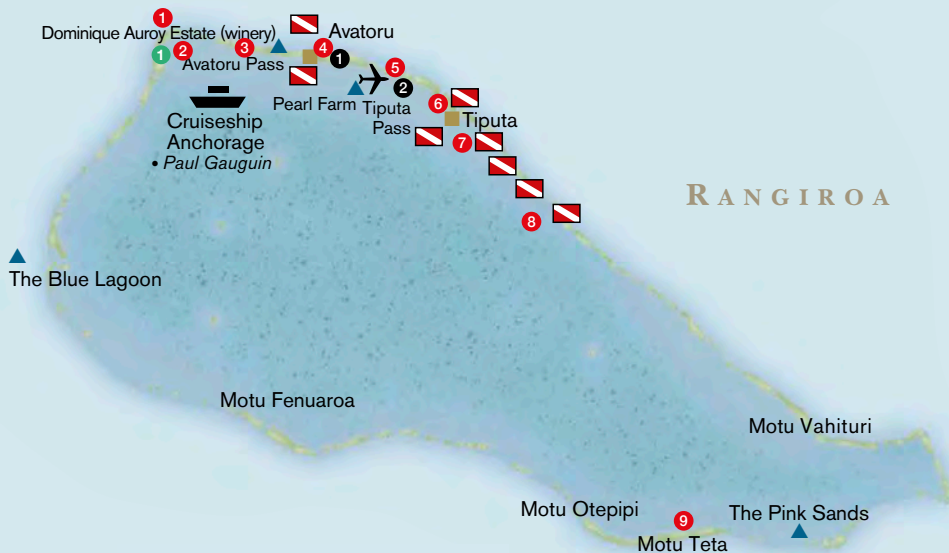 1
Dominique Auroy Estate (winery)
Avatoru
1
2
3
4
1
Avatoru Pass
5
2
Pearl Farm
Tiputa
Pass
6
Tiputa
7
Cruiseship
Anchorage
• Paul Gauguin
RANGIROA
8
The Blue Lagoon
Motu Fenuaroa
Motu Vahituri
Motu Otepipi
9
The Pink Sands
Motu Teta